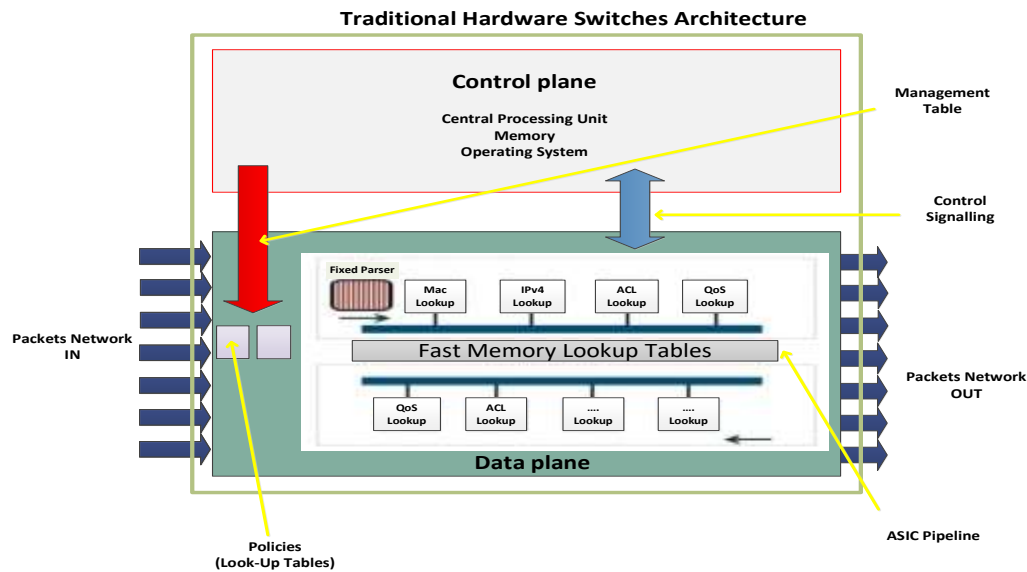 Traditional Hardware Switches Architecture
Control plane
Central Processing Unit
Memory
Operating System
Management
Table
Control
Signalling
Fixed Parser
Mac
Lookup
IPv4
Lookup
ACL
Lookup
QoS
Lookup
Packets Network
IN
Fast Memory Lookup Tables
Packets Network
OUT
QoS
Lookup
ACL
Lookup
....
Lookup
....
Lookup
Data plane
ASIC Pipeline
Policies
(Look-Up Tables)